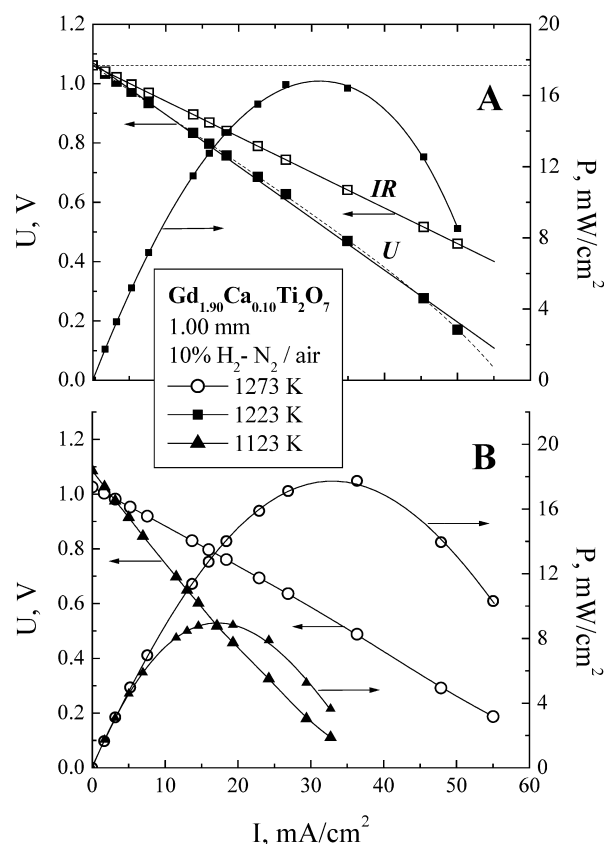 1.2
1.0
0.8
0.6
0.4
0.2
0.0
U, V
20
16
12
8
4
0
P, mW/cm²
A
IR
U
Gd₁.₉₀Ca₀.₁₀Ti₂O₇
1.00 mm
10% H₂- N₂ / air
1273 K
1223 K
1123 K
1.2
1.0
0.8
0.6
0.4
0.2
0.0
U, V
B
20
16
12
8
4
0
P, mW/cm²
0 10 20 30 40 50 60
I, mA/cm²